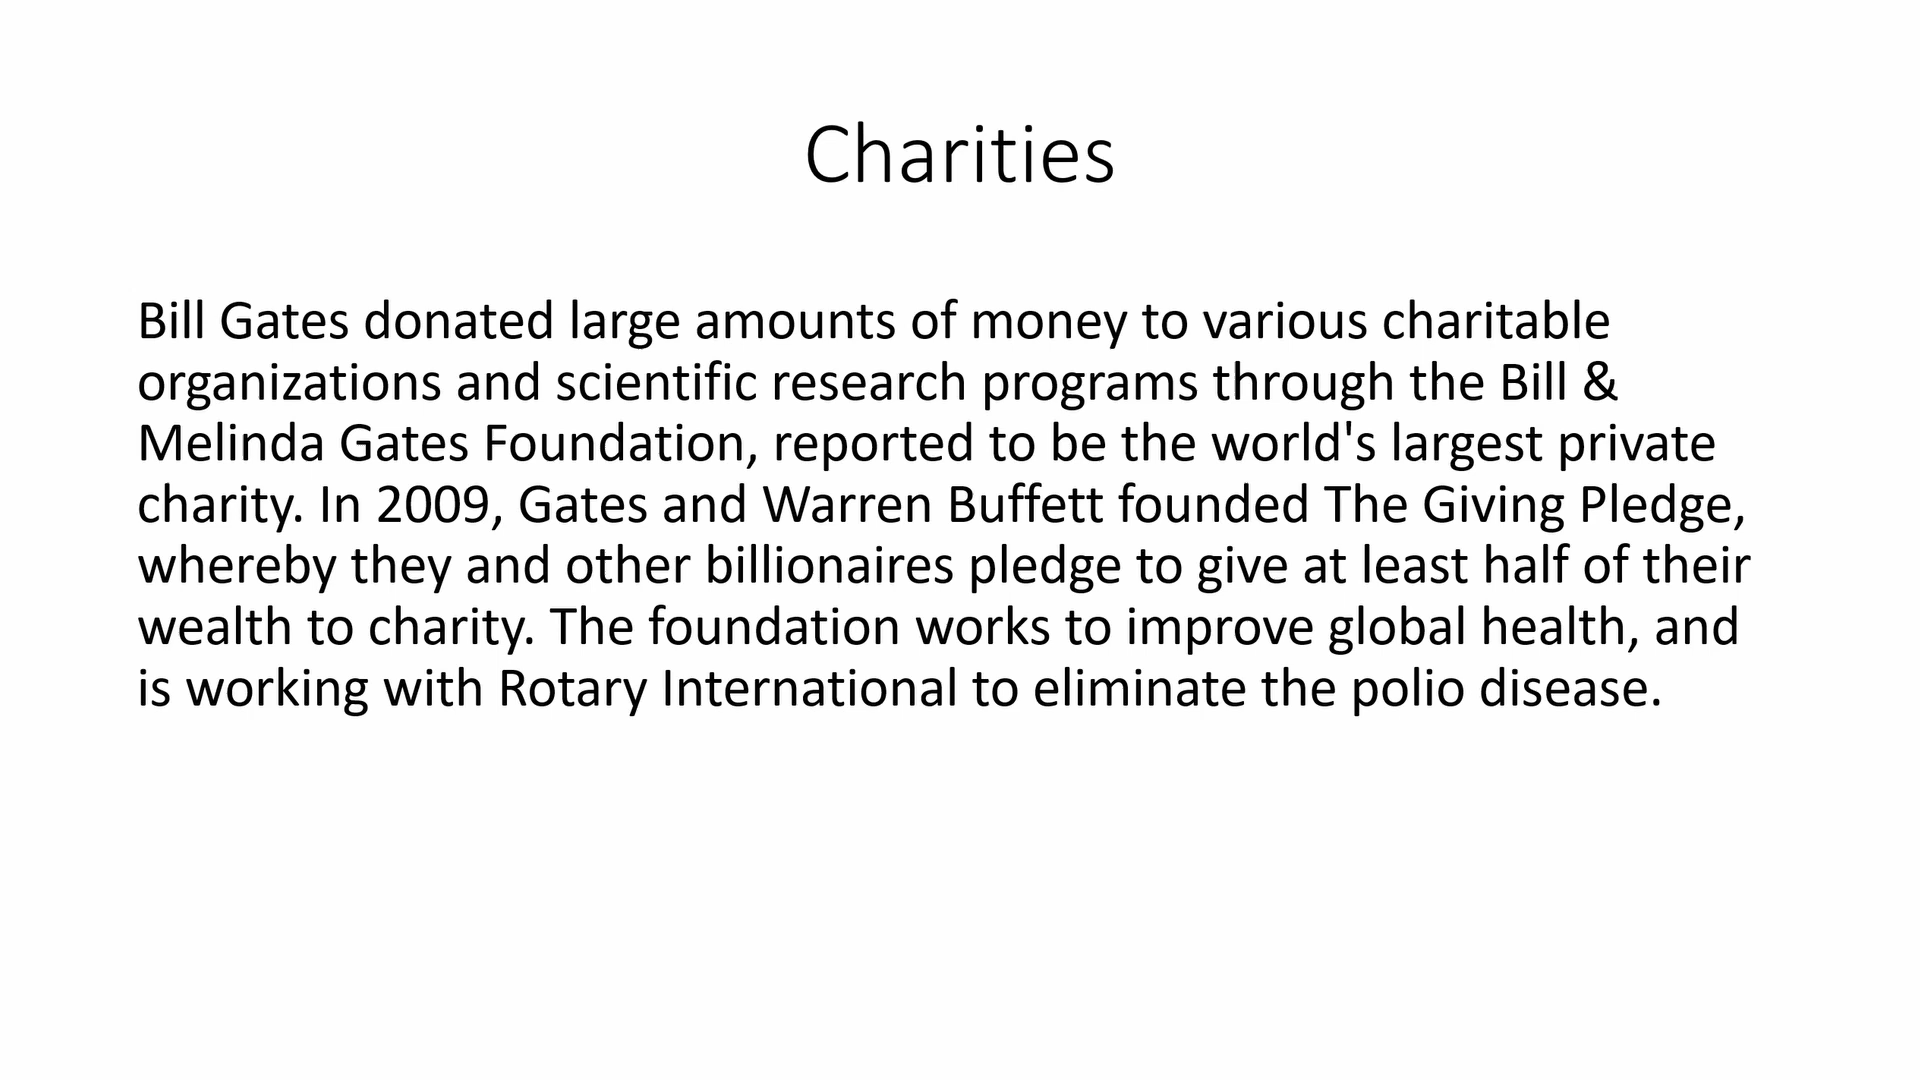 Charities
Bill Gates donated large amounts of money to various charitable
organizations and scientific research programs through the Bill &
Melinda Gates Foundation, reported to be the world's largest private
charity. In 2009, Gates and Warren Buffett founded The Giving Pledge,
whereby they and other billionaires pledge to give at least half of their
wealth to charity. The foundation works to improve global health, and
is working with Rotary International to eliminate the polio disease.